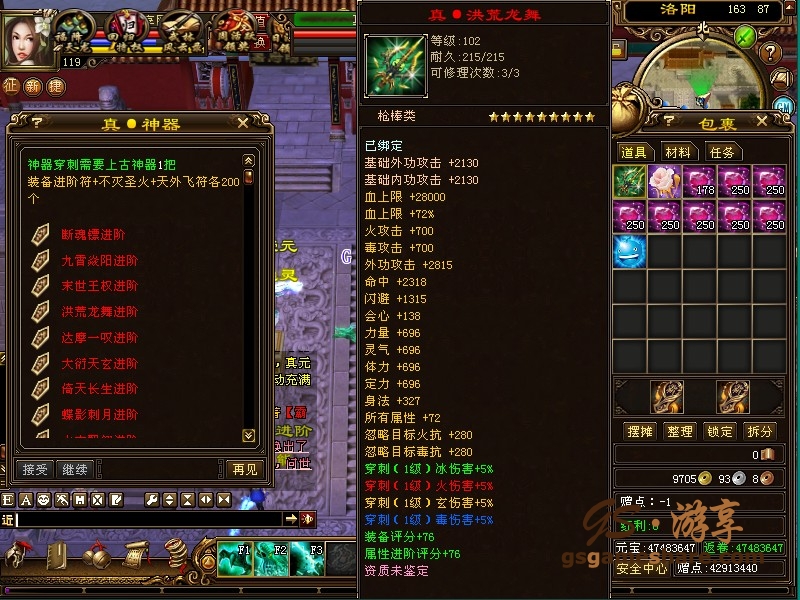 119
正 新 捷
真●神器
神器穿刺需要上古神器1把
装备进阶符+不灭圣火+天外飞符各200
个
断魂镖进阶
九霄焱阳进阶
末世王权进阶
洪荒龙舞进阶
达摩一叹进阶
大衍天玄进阶
倚天长生进阶
蝶影刺月进阶
接受 继续 再见
近
F1 F2 F3
真●洪荒龙舞
等级:102
耐久:215/215
可修理次数:3/3
枪棒类
已绑定
基础外功攻击 +2130
基础内功攻击 +2130
血上限 +28000
血上限 +72%
火攻击 +700
毒攻击 +700
外功攻击 +2815
命中 +2318
闪避 +1315
会心 +138
力量 +696
灵气 +696
体力 +696
定力 +696
身法 +327
所有属性 +72
忽略目标火抗 +280
忽略目标毒抗 +280
穿刺(1级)冰伤害+5%
穿刺(1级)火伤害+5%
穿刺(1级)玄伤害+5%
穿刺(1级)毒伤害+5%
装备评分+76
属性进阶评分+76
资质未鉴定
洛阳 163 87
北
包裹
道具 材料 任务
178 250 250
250 250 250 250 250
摆摊 整理 锁定 拆分
0
9705 93 8
赠点:-1
红利:0
元宝:47483647 返卷:47483647
安全中心 赠点:42913440
GS·游享